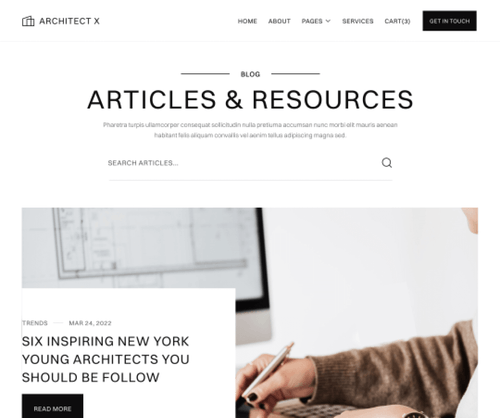 ARCHITECT X
HOME ABOUT PAGES SERVICES CART(3) GET IN TOUCH
BLOG
ARTICLES & RESOURCES
Pharetra turpis ullamcorper consequat sollicitudin nulla pretiuma accumsan nunc morbi elit mauris aenean
habitant felis aliquam convallis vel aenim tellus adipiscing magna sed.
SEARCH ARTICLES...
TRENDS MAR 24, 2022
SIX INSPIRING NEW YORK
YOUNG ARCHITECTS YOU
SHOULD BE FOLLOW
READ MORE